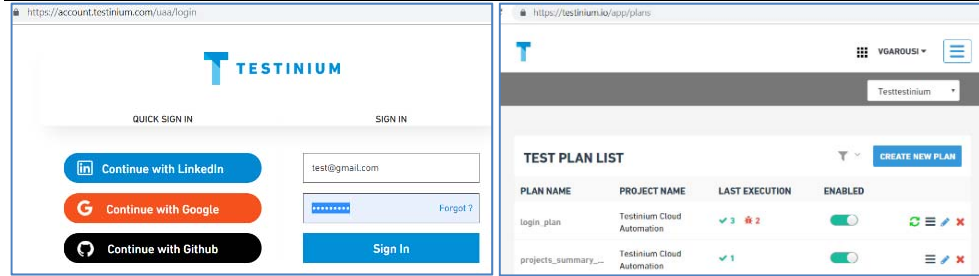 https://account.testinium.com/uaa/login
TESTINIUM
QUICK SIGN IN
SIGN IN
in Continue with LinkedIn
test@gmail.com
G Continue with Google
Forgot ?
Continue with Github
Sign In
https://testinium.io/app/plans
VGAROUSI
Testtestinium
TEST PLAN LIST
CREATE NEW PLAN
PLAN NAME PROJECT NAME LAST EXECUTION ENABLED
login_plan
Testinium Cloud
Automation
3 2
projects_summary_...
Testinium Cloud
Automation
1